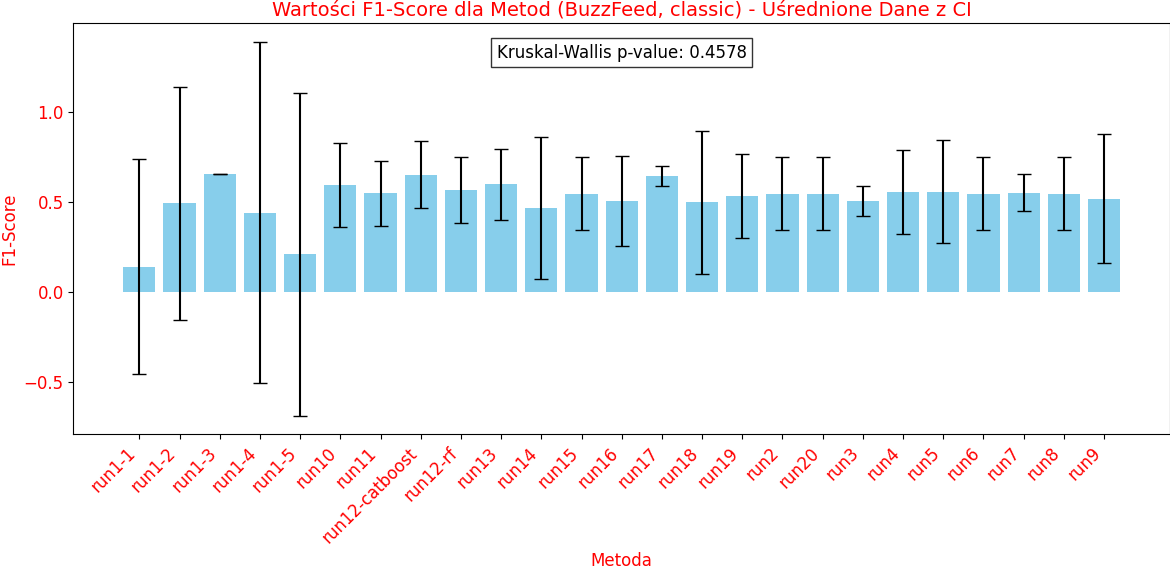 Wartości F1-Score dla Metod (BuzzFeed, classic) - Uśrednione Dane z CI
Kruskal-Wallis p-value: 0.4578
F1-Score
1.0
0.5
0.0
−0.5
run1-1
run1-2
run1-3
run1-4
run1-5
run10
run11
run12-catboost
run12-rf
run13
run14
run15
run16
run17
run18
run19
run2
run20
run3
run4
run5
run6
run7
run8
run9
Metoda